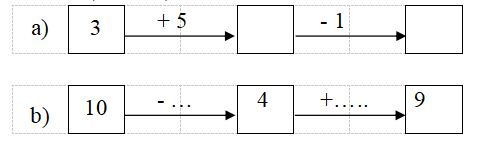 a) 3 + 5 - 1
b) 10 - ... 4 +..... 9